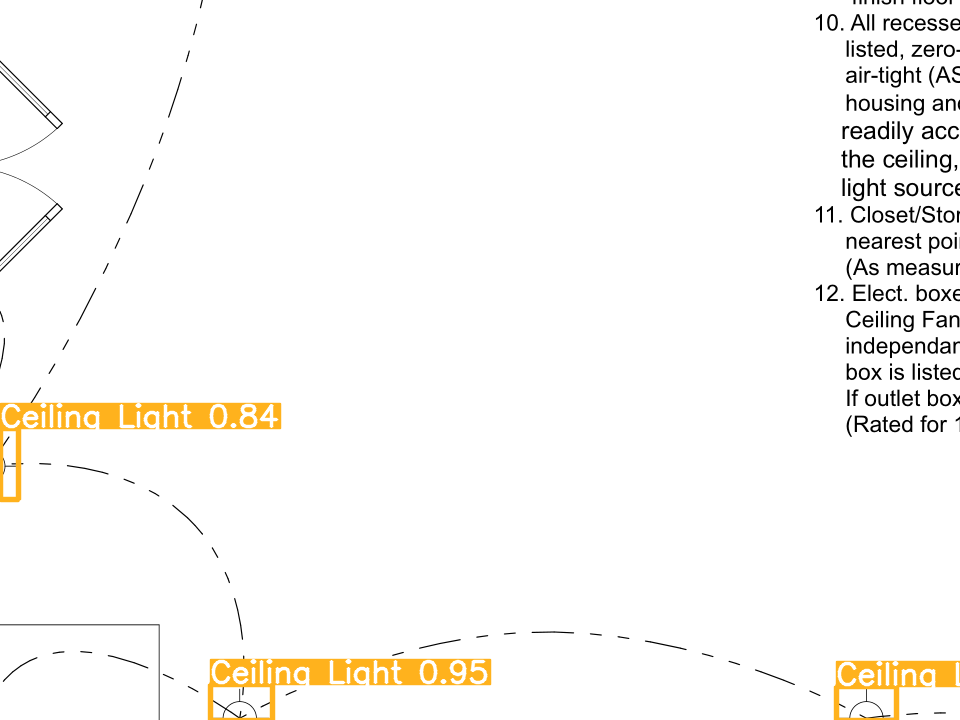 10. All recesse
listed, zero-
air-tight (AS
housing and
readily acc
the ceiling,
light source
11. Closet/Stor
nearest poi
(As measur
12. Elect. boxe
Ceiling Fan
independan
box is listed
If outlet box
(Rated for 1
Ceiling Light 0.84
Ceiling Light 0.95
Ceiling L